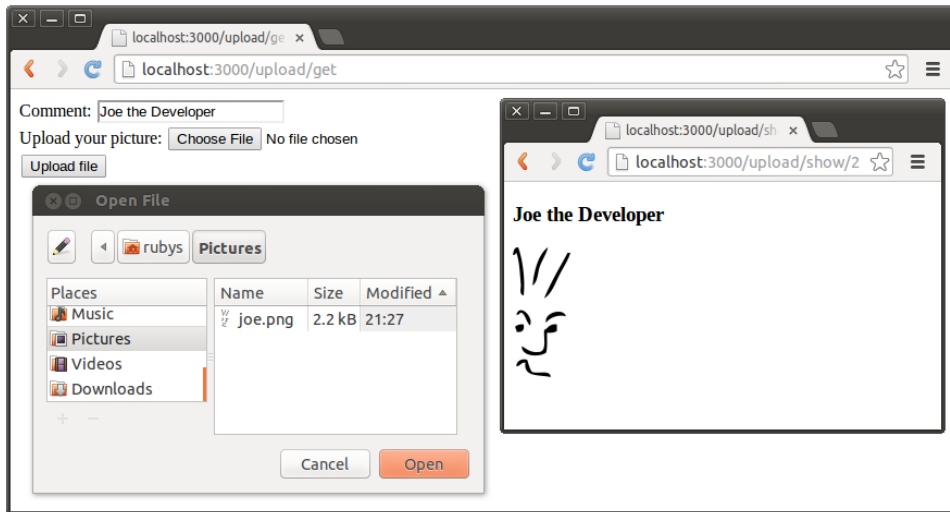 localhost:3000/upload/ge
localhost:3000/upload/get
Comment: Joe the Developer
Upload your picture: Choose File No file chosen
Upload file
Open File
rubys Pictures
Places
Music
Pictures
Videos
Downloads
Name Size Modified
joe.png 2.2 kB 21:27
Cancel Open
localhost:3000/upload/sh
localhost:3000/upload/show/2
Joe the Developer